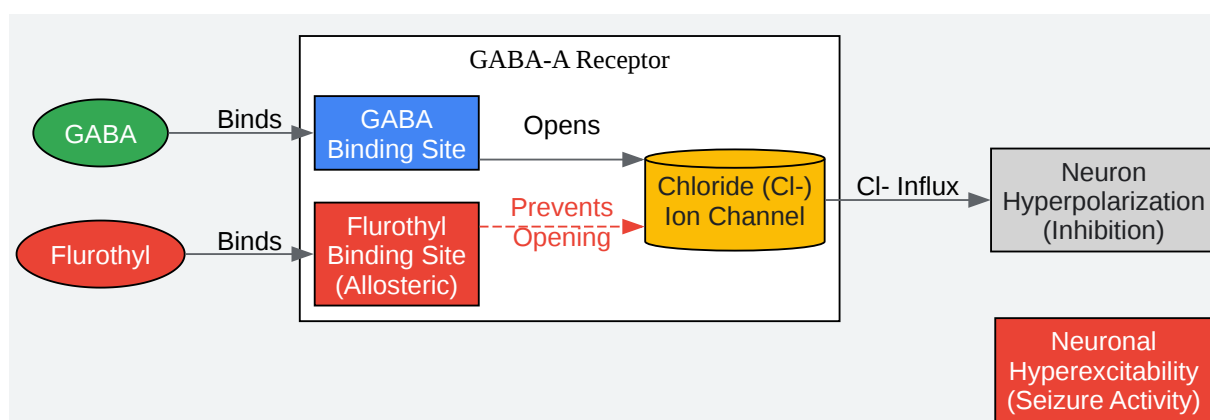 GABA-A Receptor
GABA
Binds
GABA
Binding Site
Opens
Chloride (Cl-)
Ion Channel
Cl- Influx
Neuron
Hyperpolarization
(Inhibition)
Flurothyl
Binds
Flurothyl
Binding Site
(Allosteric)
Prevents
Opening
Neuronal
Hyperexcitability
(Seizure Activity)